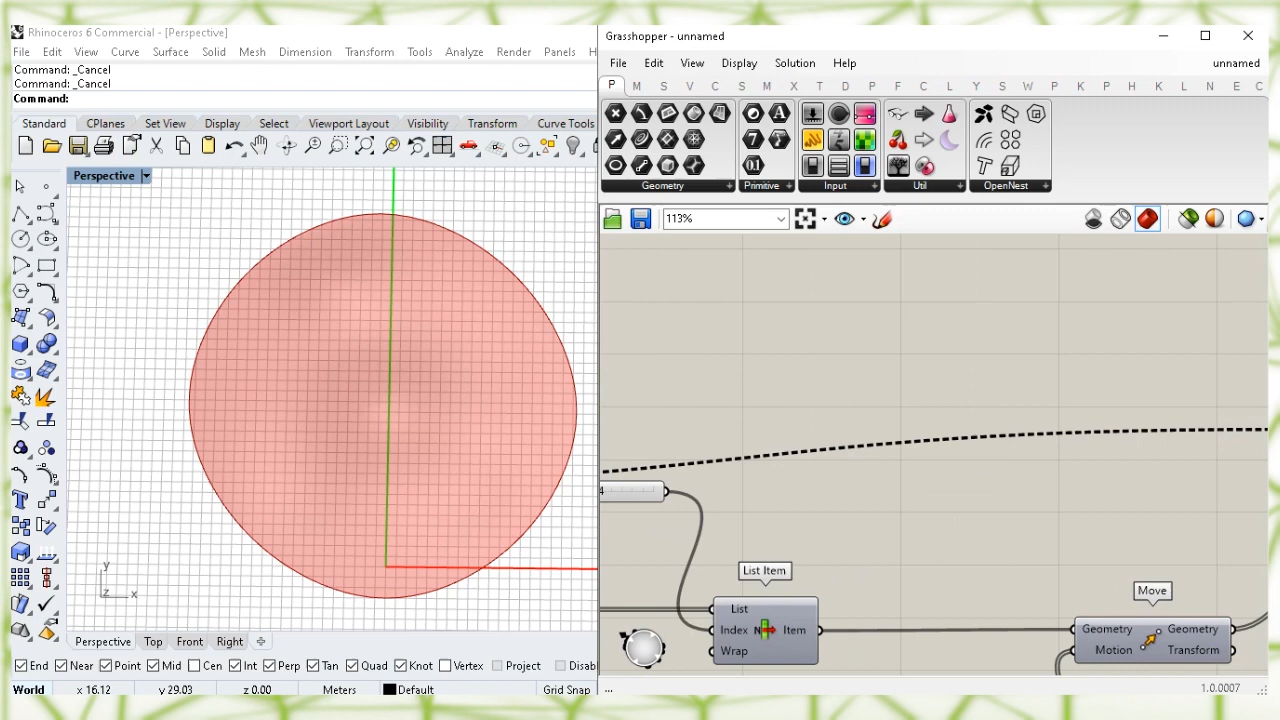 Rhinoceros 6 Commercial - [Perspective]
File Edit View Curve Surface Solid Mesh Dimension Transform Tools Analyze Render Panels H
Command: _Cancel
Command: _Cancel
Command:
Standard CPlanes Set View Display Select Viewport Layout Visibility Transform Curve Tools
Perspective
y
z x
Perspective Top Front Right
End Near Point Mid Cen Int Perp Tan Quad Knot Vertex Project Disabl
World x 16.12 y 29.03 z 0.00 Meters Default Grid Snap
Grasshopper - unnamed
File Edit View Display Solution Help unnamed
P M S V C S M X T D P F C L N E K P H K L N E C
Geometry Primitive Input Util OpenNest
113%
4
List Item
List
Index Item
Wrap
Move
Geometry Geometry
Motion Transform
... 1.0.0007